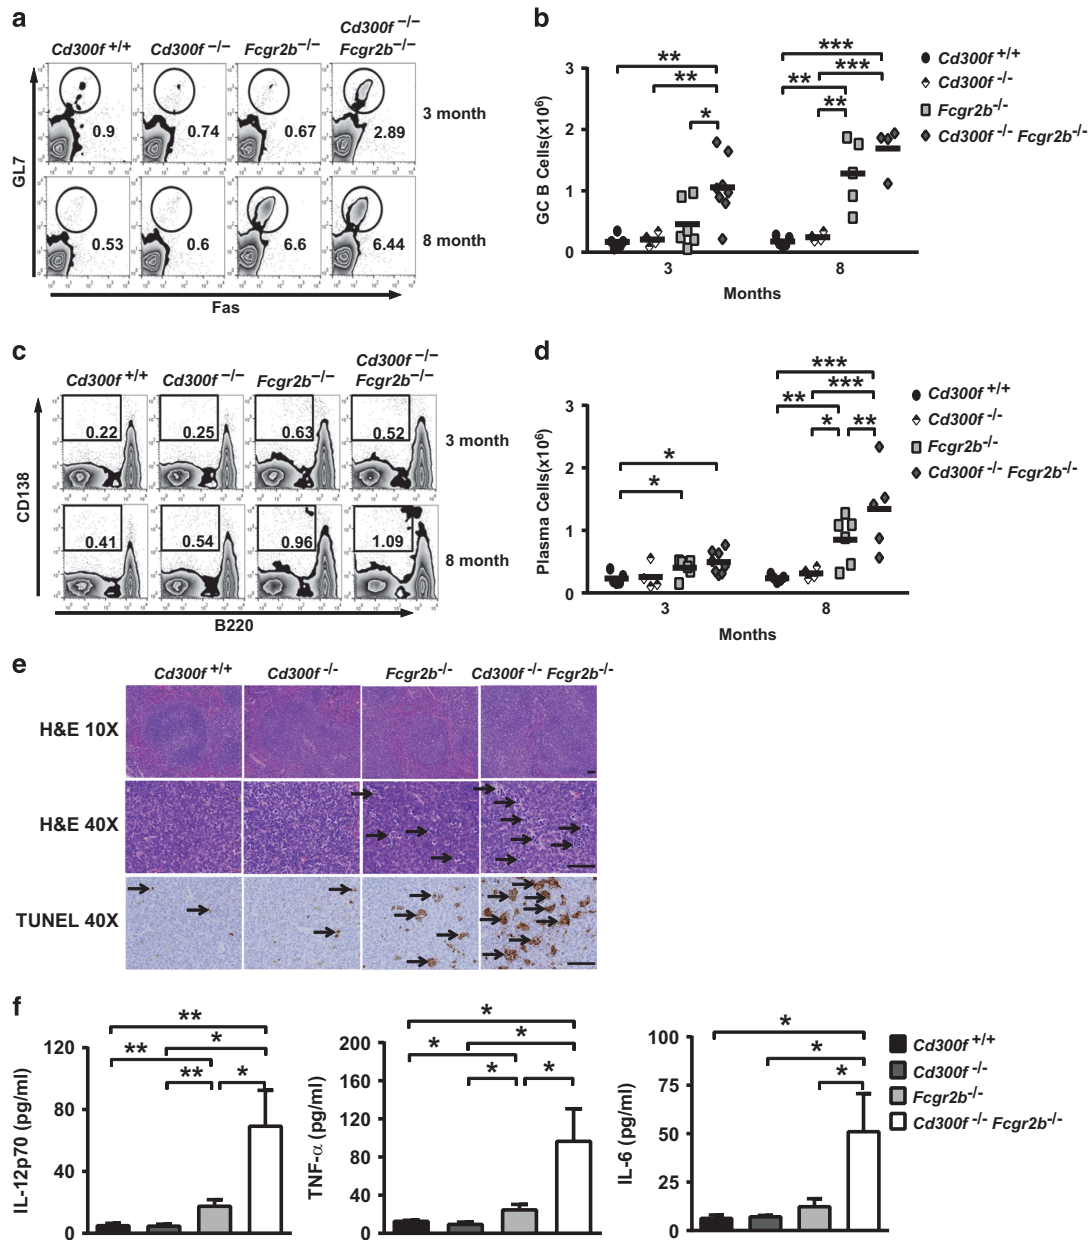 a
Cd300f +/+ Cd300f −/− Fcgr2b−/− Cd300f −/− Fcgr2b−/−
GL7
0.9 0.74 0.67 2.89 3 month
0.53 0.6 6.6 6.44 8 month
Fas
b
GC B Cells(x10⁶)
3
2
1
0
** ** * *** *** ** **
3 8
Months
Cd300f +/+
Cd300f -/-
Fcgr2b-/-
Cd300f -/- Fcgr2b-/-
c
Cd300f +/+ Cd300f −/− Fcgr2b−/− Cd300f −/− Fcgr2b−/−
CD138
0.22 0.25 0.63 0.52 3 month
0.41 0.54 0.96 1.09 8 month
B220
d
Plasma Cells(x10⁶)
3
2
1
0
* * *** *** ** * **
3 8
Months
Cd300f +/+
Cd300f -/-
Fcgr2b-/-
Cd300f -/- Fcgr2b-/-
e
Cd300f +/+ Cd300f -/- Fcgr2b-/- Cd300f -/- Fcgr2b-/-
H&E 10X
H&E 40X
TUNEL 40X
f
IL-12p70 (pg/ml)
120
80
40
0
** * ** ** *
TNF-α (pg/ml)
200
160
120
80
40
0
* * * * *
IL-6 (pg/ml)
100
75
50
25
0
* * *
Cd300f +/+
Cd300f -/-
Fcgr2b-/-
Cd300f -/- Fcgr2b-/-